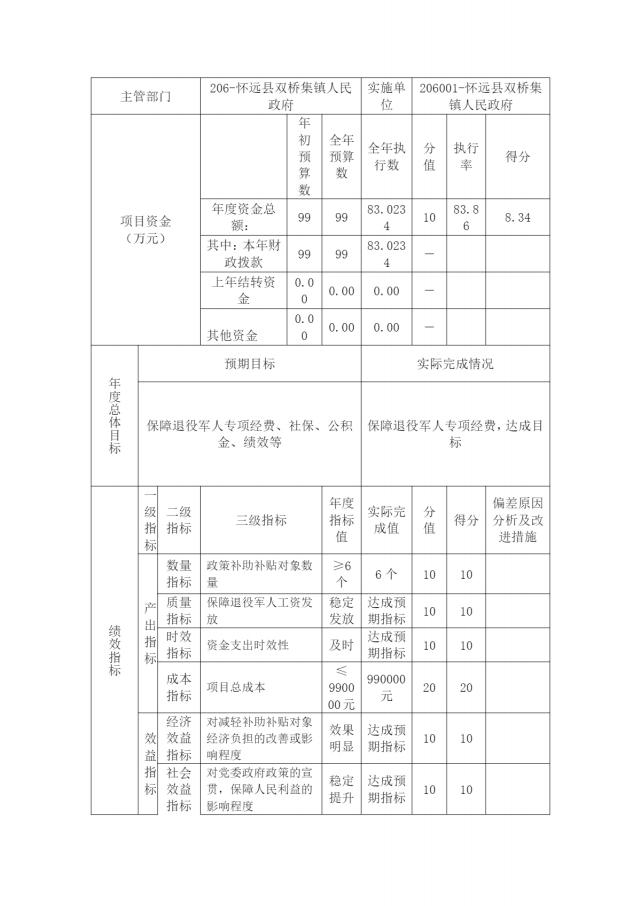 主管部门
206-怀远县双桥集镇人民
政府
实施单
位
206001-怀远县双桥集
镇人民政府
项目资金
（万元）
年
初
预
算
数
全年
预算
数
全年执
行数
分
值
执行
率
得分
年度资金总
额:
99
99
83.023
4
10
83.8
6
8.34
其中:本年财
政拨款
99
99
83.023
4
－
上年结转资
金
0.0
0
0.00
0.00
－
其他资金
0.0
0
0.00
0.00
－
年
度
总
体
目
标
预期目标
实际完成情况
保障退役军人专项经费、社保、公积
金、绩效等
保障退役军人专项经费,达成目
标
绩
效
指
标
一
级
指
标
二级
指标
三级指标
年度
指标
值
实际完
成值
分
值
得分
偏差原因
分析及改
进措施
产
出
指
标
数量
指标
政策补助补贴对象数
量
≥6
个
6 个
10
10
质量
指标
保障退役军人工资发
放
稳定
发放
达成预
期指标
10
10
时效
指标
资金支出时效性
及时
达成预
期指标
10
10
成本
指标
项目总成本
≤
9900
00 元
990000
元
20
20
效
益
指
标
经济
效益
指标
对减轻补助补贴对象
经济负担的改善或影
响程度
效果
明显
达成预
期指标
10
10
社会
效益
指标
对党委政府政策的宣
贯，保障人民利益的
影响程度
稳定
提升
达成预
期指标
10
10